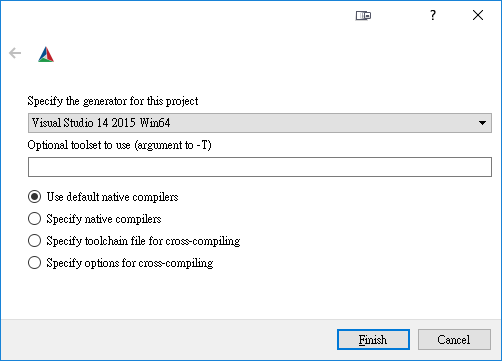 ?
Specify the generator for this project
Visual Studio 14 2015 Win64
Optional toolset to use (argument to -T)
Use default native compilers
Specify native compilers
Specify toolchain file for cross-compiling
Specify options for cross-compiling
Finish
Cancel